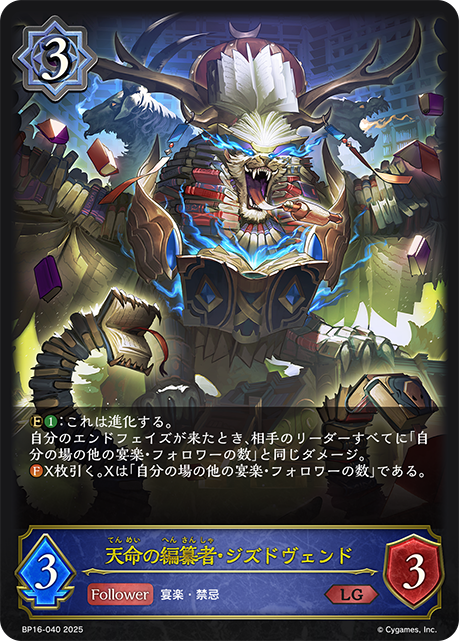 3
E 1：これは進化する。
自分のエンドフェイズが来たとき、相手のリーダーすべてに「自
分の場の他の宴楽・フォロワーの数」と同じダメージ。
F X枚引く。Xは「自分の場の他の宴楽・フォロワーの数」である。
てんめい へんさんしゃ
天命の編纂者・ジズドヴェンド
3
Follower 宴楽・禁忌 LG
3
BP16-040 2025 © Cygames, Inc.